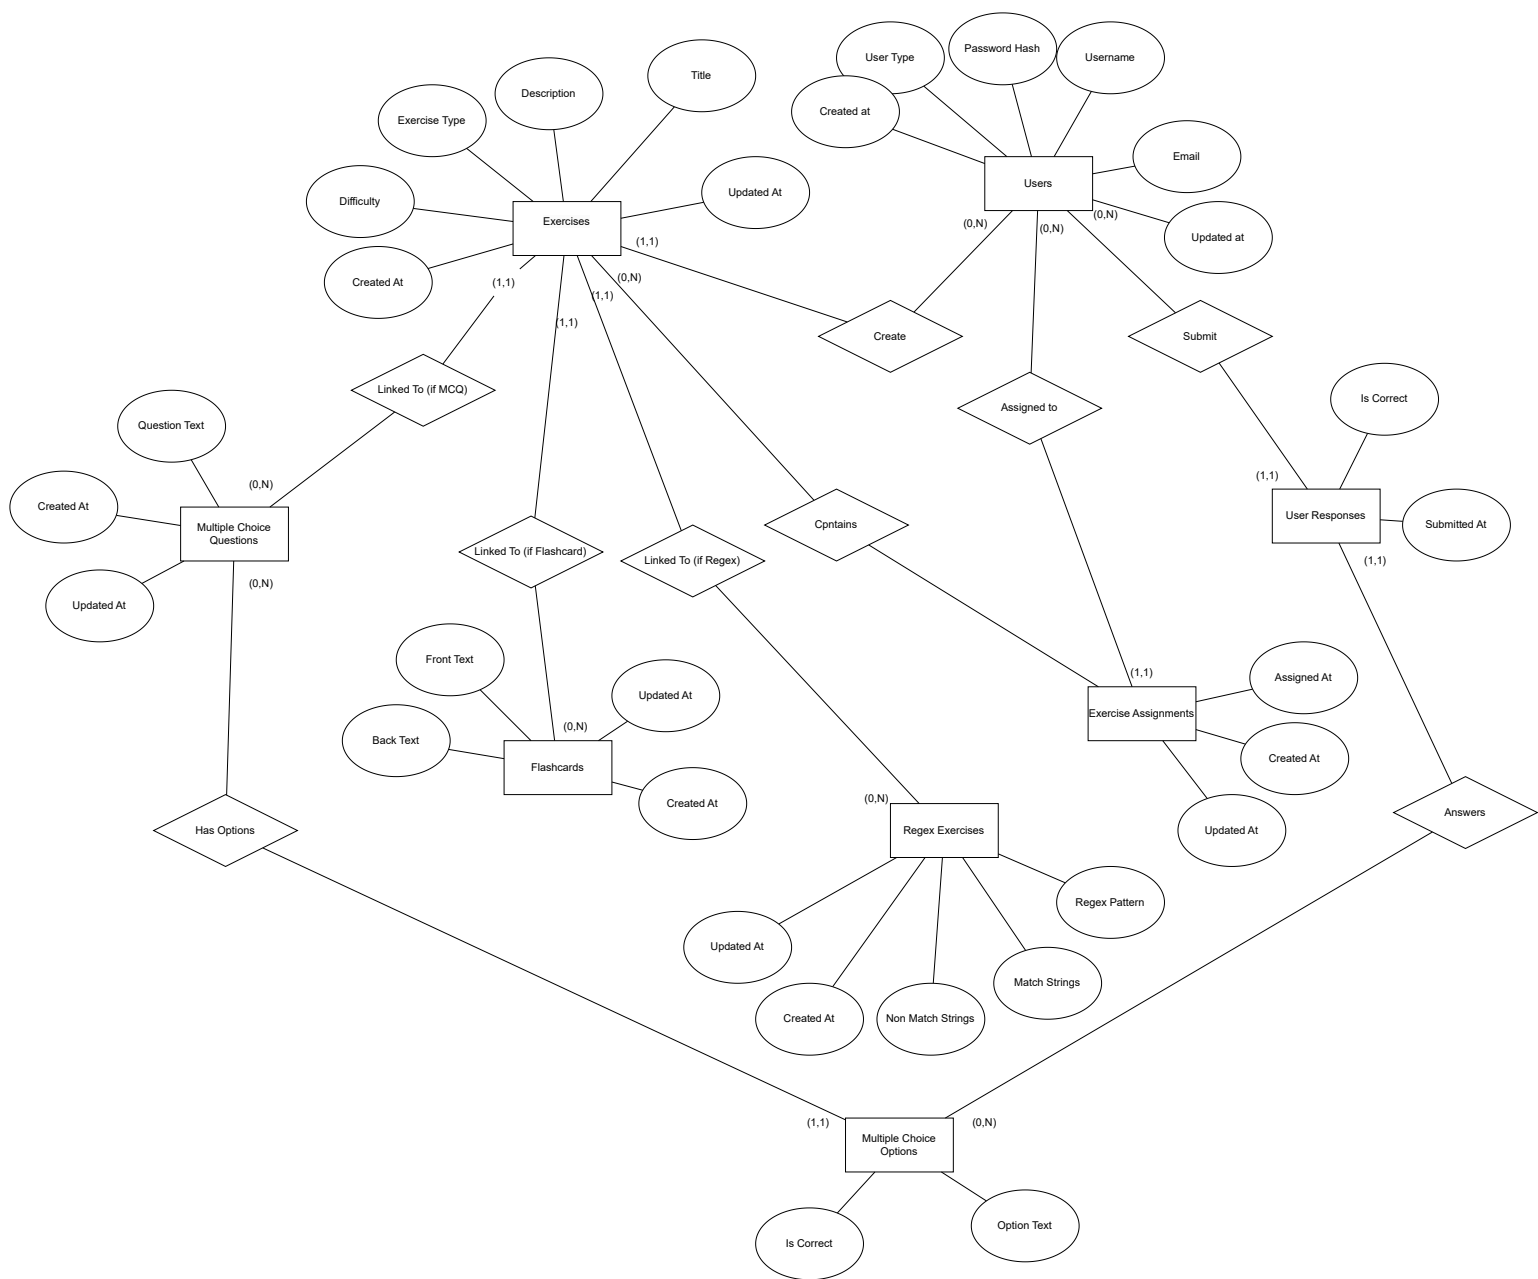 Password Hash
User Type
Username
Title
Description
Created at
Exercise Type
Email
Users
Updated At
Difficulty
Exercises
(0,N)
(0,N)
(0,N)
Updated at
(1,1)
Created At
(1,1)
(0,N)
(1,1)
(1,1)
Create
Submit
Linked To (if MCQ)
Is Correct
Assigned to
Question Text
(1,1)
(0,N)
Created At
Multiple Choice
Questions
User Responses
Submitted At
Cpntains
Linked To (if Flashcard)
Linked To (if Regex)
(1,1)
(0,N)
Updated At
Front Text
(1,1)
Assigned At
Updated At
Exercise Assignments
(0,N)
Back Text
Flashcards
Created At
(0,N)
Created At
Answers
Has Options
Regex Exercises
Updated At
Regex Pattern
Updated At
Match Strings
Created At
Non Match Strings
(1,1)
(0,N)
Multiple Choice
Options
Option Text
Is Correct